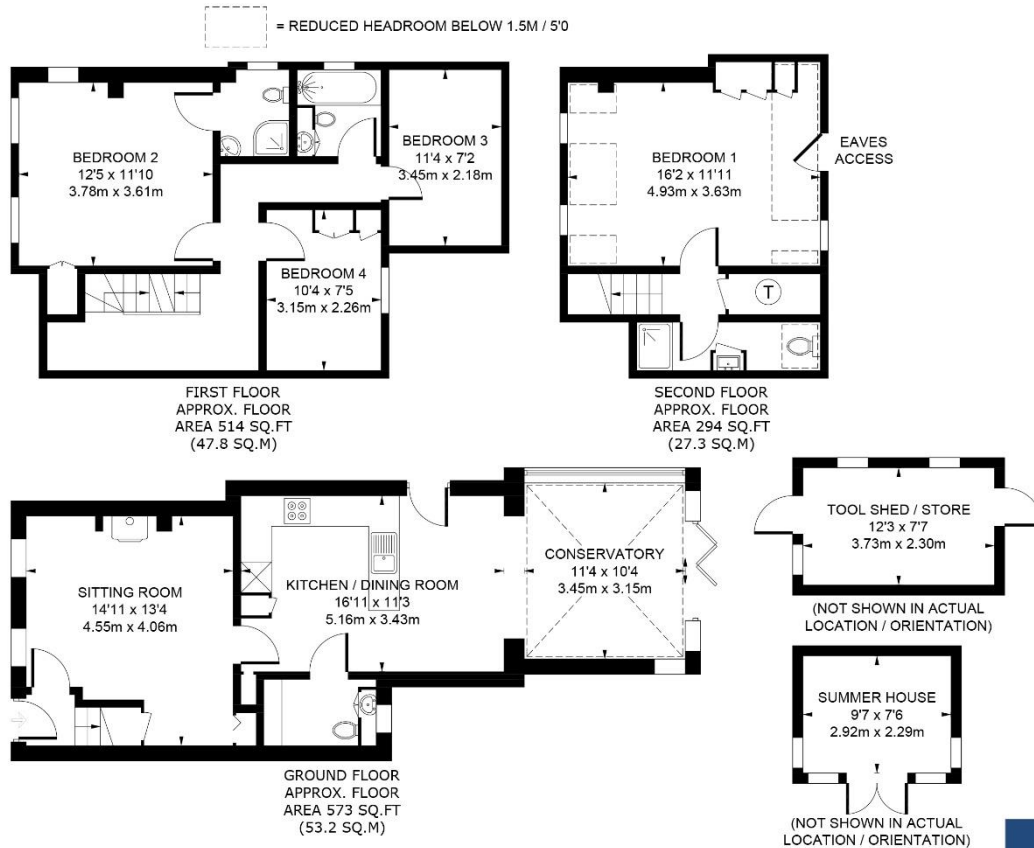 = REDUCED HEADROOM BELOW 1.5M / 5'0
BEDROOM 2
12'5 x 11'10
3.78m x 3.61m
BEDROOM 3
11'4 x 7'2
3.45m x 2.18m
BEDROOM 4
10'4 x 7'5
3.15m x 2.26m
FIRST FLOOR
APPROX. FLOOR
AREA 514 SQ.FT
(47.8 SQ.M)
BEDROOM 1
16'2 x 11'11
4.93m x 3.63m
EAVES
ACCESS
T
SECOND FLOOR
APPROX. FLOOR
AREA 294 SQ.FT
(27.3 SQ.M)
SITTING ROOM
14'11 x 13'4
4.55m x 4.06m
KITCHEN / DINING ROOM
16'11 x 11'3
5.16m x 3.43m
CONSERVATORY
11'4 x 10'4
3.45m x 3.15m
GROUND FLOOR
APPROX. FLOOR
AREA 573 SQ.FT
(53.2 SQ.M)
TOOL SHED / STORE
12'3 x 7'7
3.73m x 2.30m
(NOT SHOWN IN ACTUAL
LOCATION / ORIENTATION)
SUMMER HOUSE
9'7 x 7'6
2.92m x 2.29m
(NOT SHOWN IN ACTUAL
LOCATION / ORIENTATION)